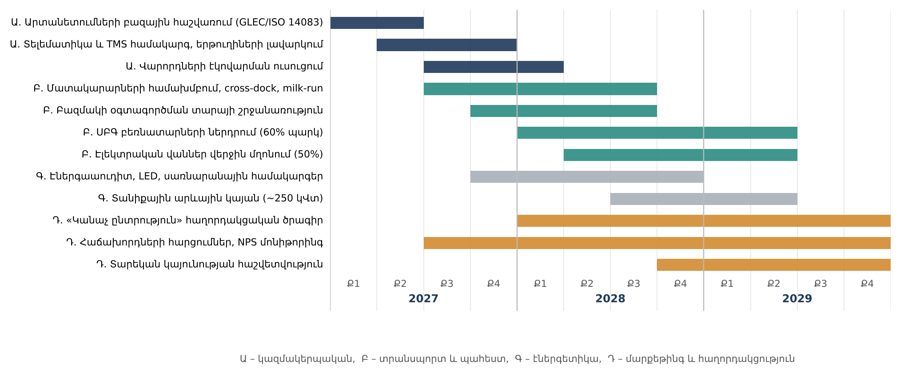 Ա. Արտանետումների բազային հաշվառում (GLEC/ISO 14083)
Ա. Տելեմատիկա և TMS համակարգ, երթուղիների լավարկում
Ա. Վարորդների էկովարման ուսուցում
Բ. Մատակարարների համախմբում, cross-dock, milk-run
Բ. Բազմակի օգտագործման տարայի շրջանառություն
Բ. ՍԲԳ բեռնատարների ներդրում (60% պարկ)
Բ. Էլեկտրական վաններ վերջին մղոնում (50%)
Գ. Էներգաաուդիտ, LED, սառնարանային համակարգեր
Գ. Տանիքային արևային կայան (~250 կՎտ)
Դ. «Կանաչ ընտրություն» հաղորդակցական ծրագիր
Դ. Հաճախորդների հարցումներ, NPS մոնիթորինգ
Դ. Տարեկան կայունության հաշվետվություն
Ք1 Ք2 Ք3 Ք4 Ք1 Ք2 Ք3 Ք4 Ք1 Ք2 Ք3 Ք4
2027 2028 2029
Ա – կազմակերպական, Բ – տրանսպորտ և պահեստ, Գ – էներգետիկա, Դ – մարքեթինգ և հաղորդակցություն